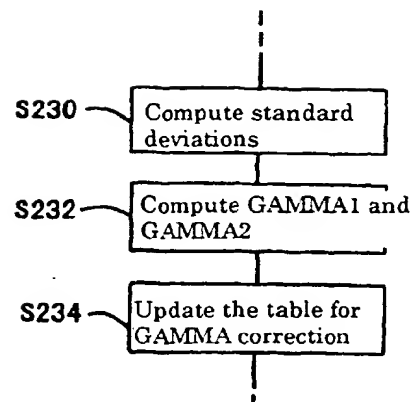 S230
Compute standard
deviations
S232
Compute GAMMA1 and
GAMMA2
S234
Update the table for
GAMMA correction